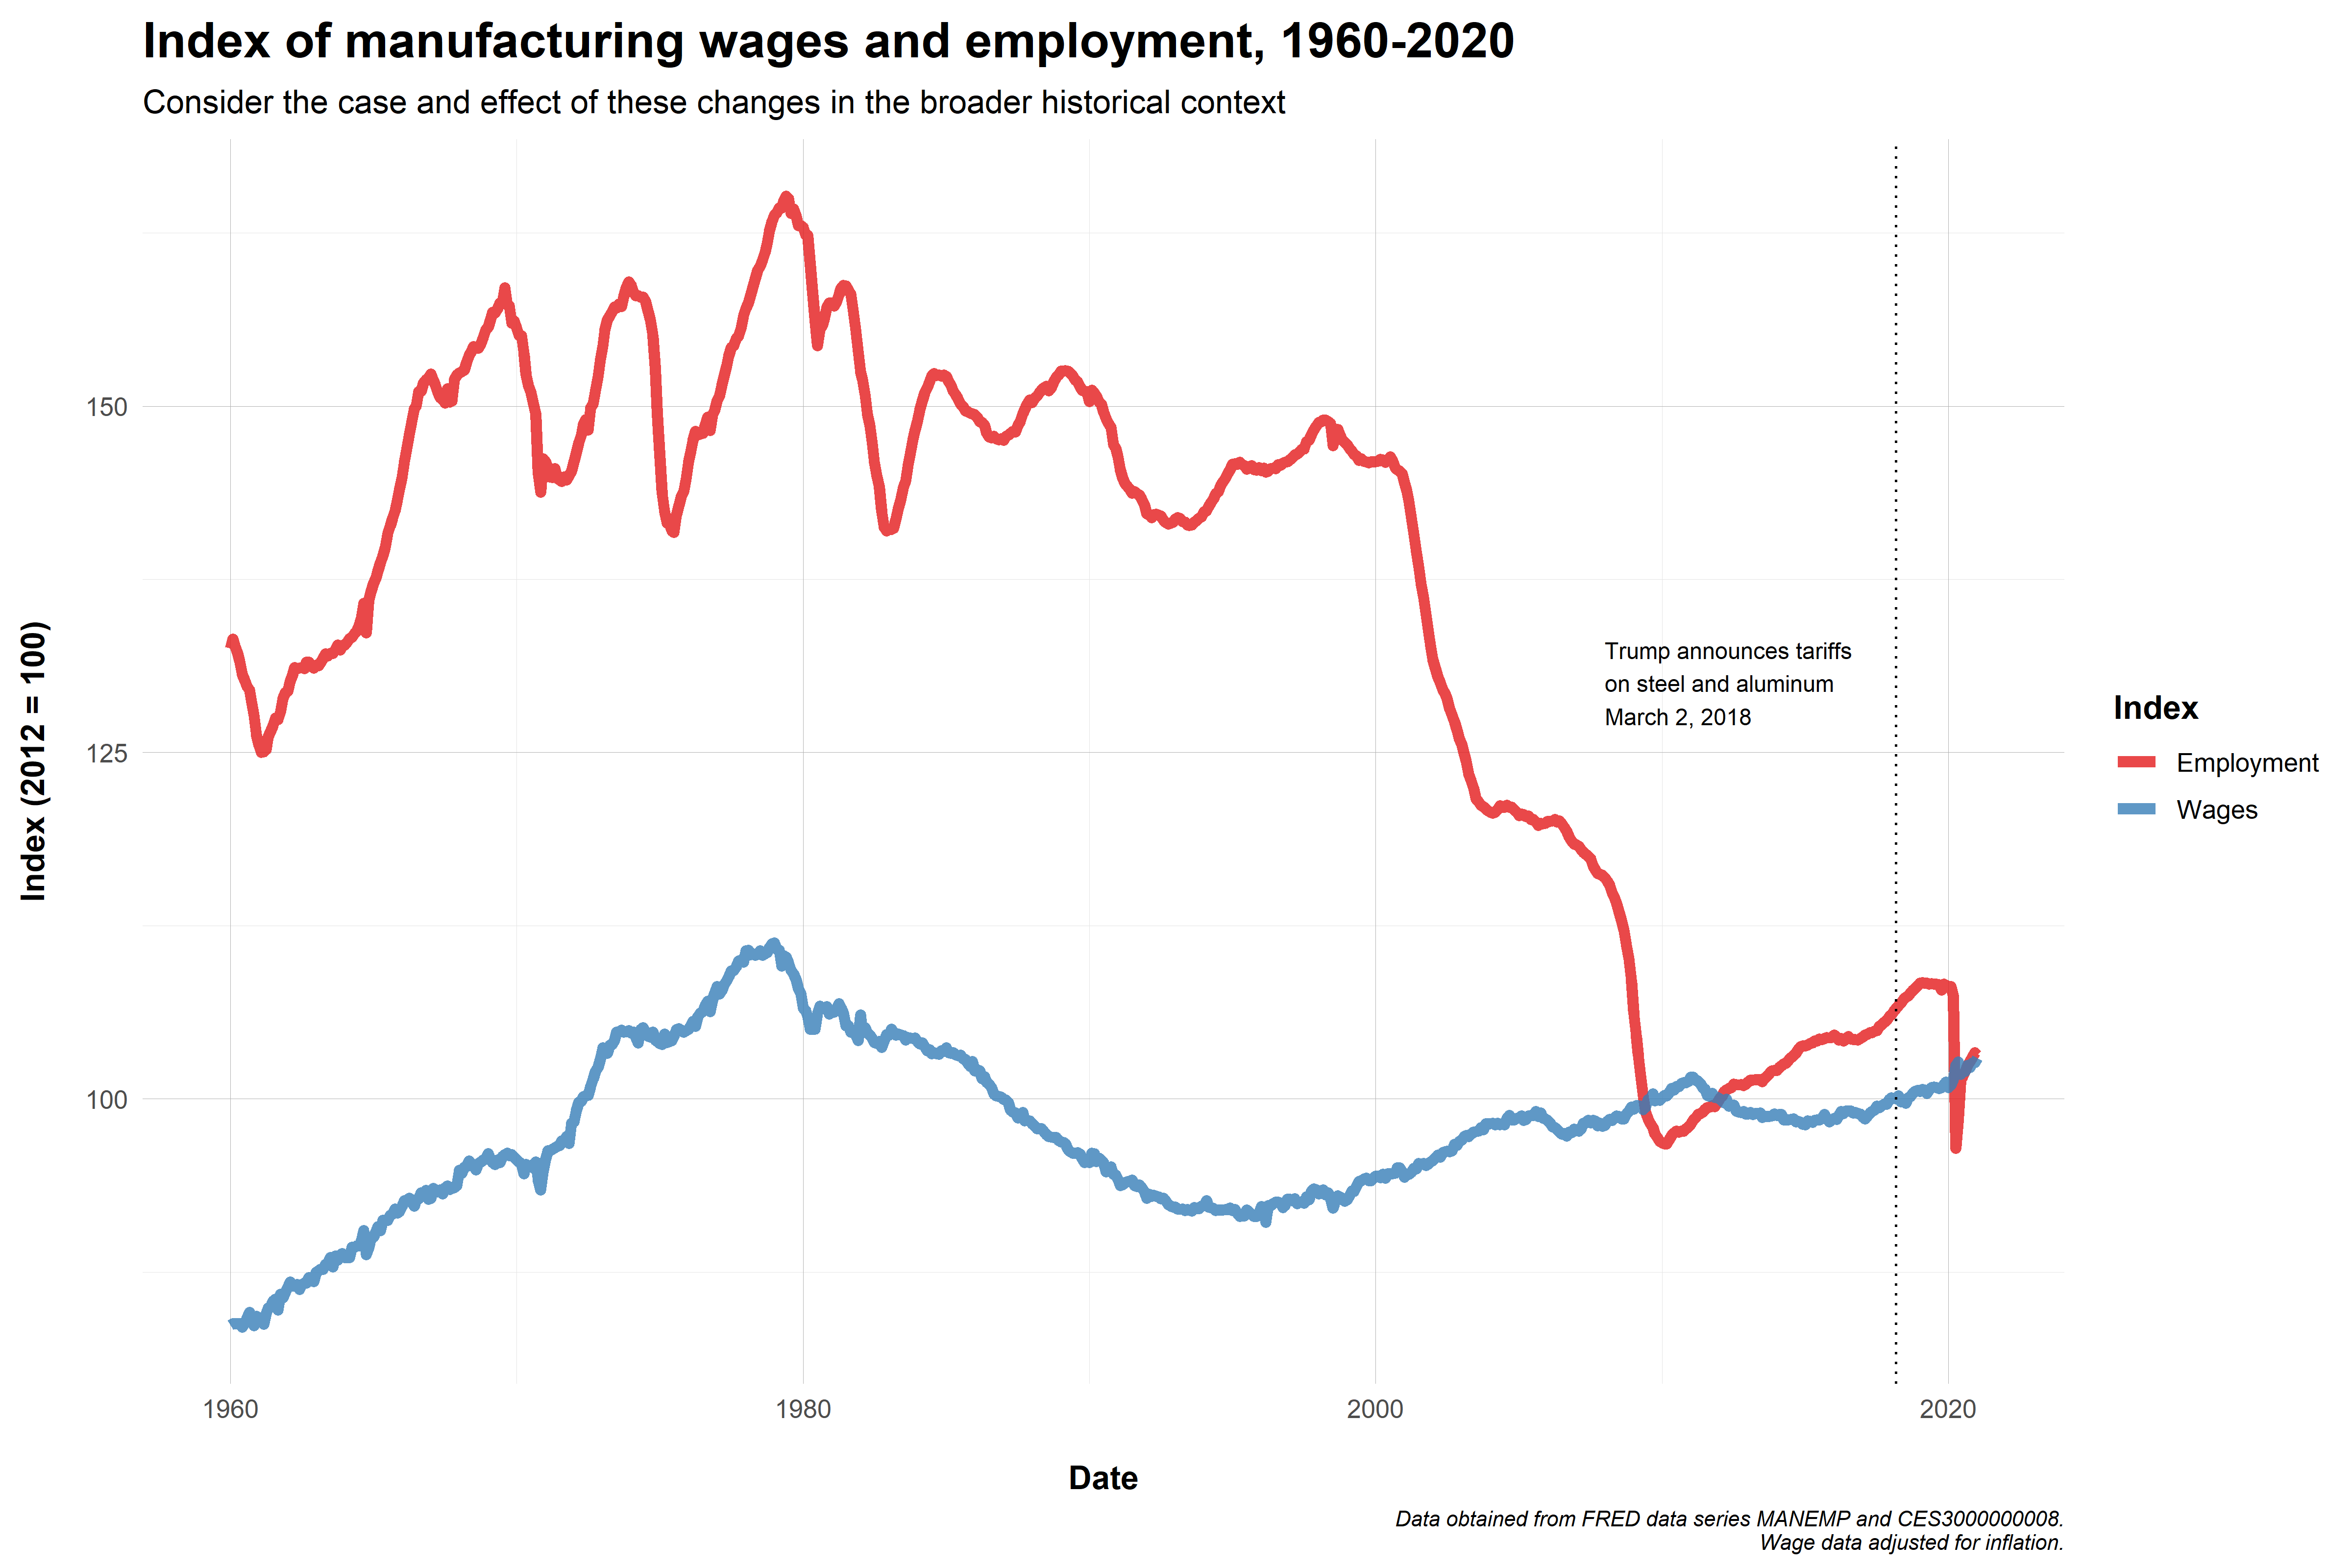 Index of manufacturing wages and employment, 1960-2020
Consider the case and effect of these changes in the broader historical context
Index (2012 = 100)
150
125
100
Trump announces tariffs
on steel and aluminum
March 2, 2018
Index
Employment
Wages
1960
1980
2000
2020
Date
Data obtained from FRED data series MANEMP and CES3000000008.
Wage data adjusted for inflation.